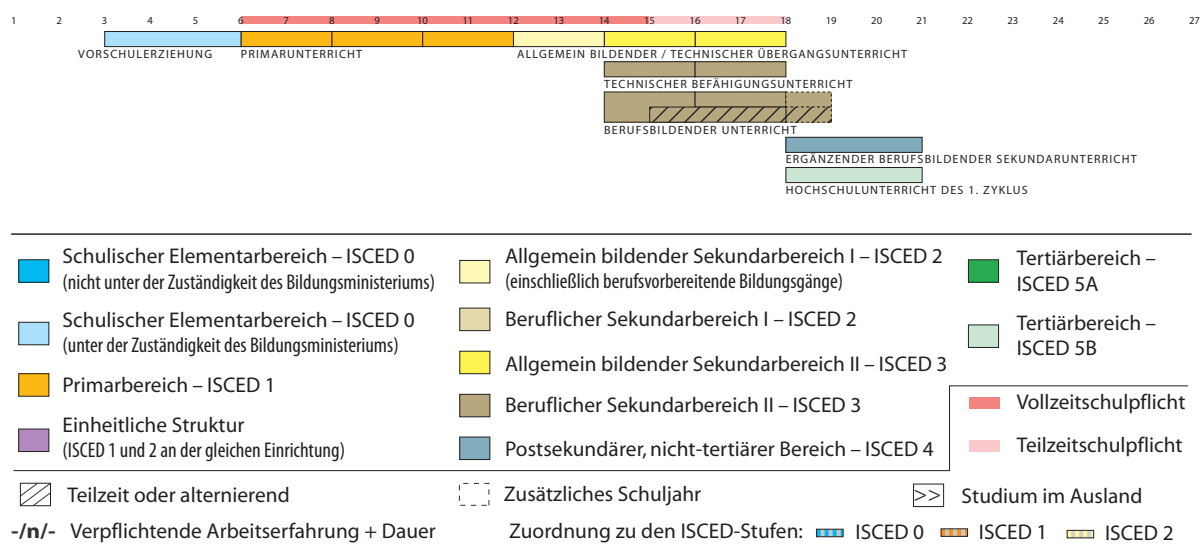 1 2 3 4 5 6 7 8 9 10 11 12 13 14 15 16 17 18 19 20 21 22 23 24 25 26 27
VORSCHULERZIEHUNG PRIMARUNTERRICHT ALLGEMEIN BILDENDER / TECHNISCHER ÜBERGANGSUNTERRICHT
TECHNISCHER BEFÄHIGUNGSUNTERRICHT
BERUFSBILDENDER UNTERRICHT
ERGÄNZENDER BERUFSBILDENDER SEKUNDARUNTERRICHT
HOCHSCHULUNTERRICHT DES 1. ZYKLUS
Schulischer Elementarbereich – ISCED 0
(nicht unter der Zuständigkeit des Bildungsministeriums)
Schulischer Elementarbereich – ISCED 0
(unter der Zuständigkeit des Bildungsministeriums)
Primarbereich – ISCED 1
Einheitliche Struktur
(ISCED 1 und 2 an der gleichen Einrichtung)
Allgemein bildender Sekundarbereich I – ISCED 2
(einschließlich berufsvorbereitende Bildungsgänge)
Beruflicher Sekundarbereich I – ISCED 2
Allgemein bildender Sekundarbereich II – ISCED 3
Beruflicher Sekundarbereich II – ISCED 3
Postsekundärer, nicht-tertiärer Bereich – ISCED 4
Tertiärbereich –
ISCED 5A
Tertiärbereich –
ISCED 5B
Vollzeitschulpflicht
Teilzeitschulpflicht
Teilzeit oder alternierend Zusätzliches Schuljahr >> Studium im Ausland
-/n/- Verpflichtende Arbeitserfahrung + Dauer Zuordnung zu den ISCED-Stufen: ISCED 0 ISCED 1 ISCED 2